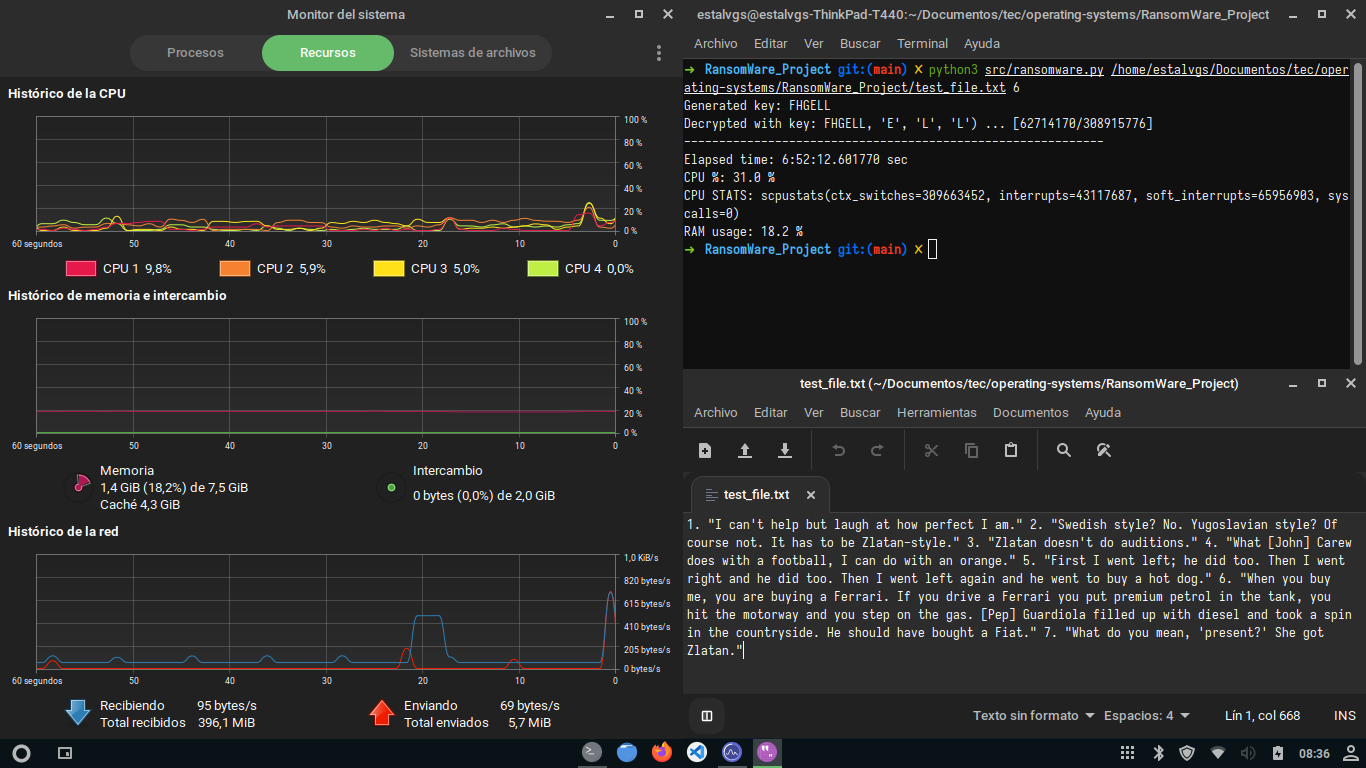 Monitor del sistema
Procesos
Recursos
Sistemas de archivos
Histórico de la CPU
100 %
80 %
60 %
40 %
20 %
0 %
60 segundos
50
40
30
20
10
0
CPU 1 9,8%
CPU 2 5,9%
CPU 3 5,0%
CPU 4 0,0%
Histórico de memoria e intercambio
100 %
80 %
60 %
40 %
20 %
0 %
60 segundos
50
40
30
20
10
0
Memoria
1,4 GiB (18,2%) de 7,5 GiB
Caché 4,3 GiB
Intercambio
0 bytes (0,0%) de 2,0 GiB
Histórico de la red
1,0 KiB/s
820 bytes/s
615 bytes/s
410 bytes/s
205 bytes/s
0 bytes/s
60 segundos
50
40
30
20
10
0
Recibiendo 95 bytes/s
Total recibidos 396,1 MiB
Enviando 69 bytes/s
Total enviados 5,7 MiB
estalvgs@estalvgs-ThinkPad-T440:~/Documentos/tec/operating-systems/RansomWare_Project
Archivo Editar Ver Buscar Terminal Ayuda
➜ RansomWare_Project git:(main) ✗ python3 src/ransomware.py /home/estalvgs/Documentos/tec/oper
ating-systems/RansomWare_Project/test_file.txt 6
Generated key: FHGELL
Decrypted with key: FHGELL, 'E', 'L', 'L') ... [62714170/308915776]
------------------------------------------------------------
Elapsed time: 6:52:12.601770 sec
CPU %: 31.0 %
CPU STATS: scpustats(ctx_switches=309663452, interrupts=43117687, soft_interrupts=65956903, sys
calls=0)
RAM usage: 18.2 %
➜ RansomWare_Project git:(main) ✗
test_file.txt (~/Documentos/tec/operating-systems/RansomWare_Project)
Archivo Editar Ver Buscar Herramientas Documentos Ayuda
test_file.txt
1. "I can't help but laugh at how perfect I am." 2. "Swedish style? No. Yugoslavian style? Of
course not. It has to be Zlatan-style." 3. "Zlatan doesn't do auditions." 4. "What [John] Carew
does with a football, I can do with an orange." 5. "First I went left; he did too. Then I went
right and he did too. Then I went left again and he went to buy a hot dog." 6. "When you buy
me, you are buying a Ferrari. If you drive a Ferrari you put premium petrol in the tank, you
hit the motorway and you step on the gas. [Pep] Guardiola filled up with diesel and took a spin
in the countryside. He should have bought a Fiat." 7. "What do you mean, 'present?' She got
Zlatan."
Texto sin formato Espacios: 4 Lín 1, col 668 INS
08:36